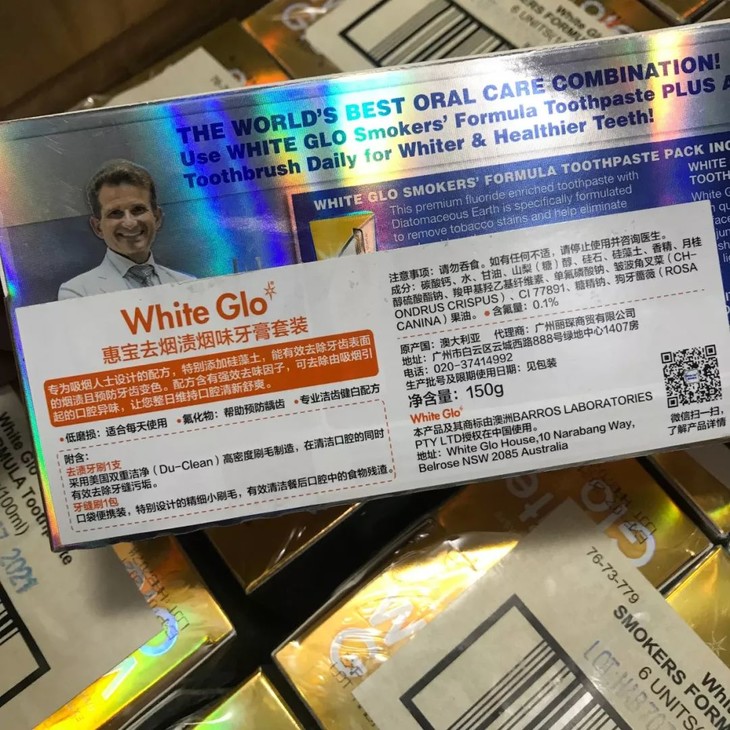 THE WORLD'S BEST ORAL CARE COMBINATION!
Use WHITE GLO Smokers' Formula Toothpaste PLUS A
Toothbrush Daily for Whiter & Healthier Teeth!
WHITE GLO SMOKERS' FORMULA TOOTHPASTE PACK INC
This premium fluoride enriched toothpaste with
Diatomaceous Earth is specifically formulated
to remove tobacco stains and help eliminate
WHITE
TOOTH
White Glo
惠宝去烟渍烟味牙膏套装
专为吸烟人士设计的配方，特别添加硅藻土，能有效去除牙齿表面
的烟渍且预防牙齿变色。配方含有强效去味因子，可去除由吸烟引
起的口腔异味，让您整日维持口腔清新舒爽。
•低磨损：适合每天使用 •氟化物：帮助预防龋齿 •专业洁齿健白配方
附含：
去渍牙刷1支
采用美国双重洁净（Du-Clean）高密度刷毛制造，在清洁口腔的同时
有效去除牙缝污垢。
牙缝刷1包
口袋便携装，特别设计的精细小刷毛，有效清洁餐后口腔中的食物残渣。
注意事项：请勿吞食。如有任何不适，请停止使用并咨询医生。
成分：碳酸钙、水、甘油、山梨（糖）醇、硅石、硅藻土、香精、月桂
醇硫酸酯钠、羧甲基羟乙基纤维素、单氟磷酸钠、皱波角叉菜（CH-
ONDRUS CRISPUS）、CI 77891、糖精钠、狗牙蔷薇（ROSA
CANINA）果油。 •含氟量：0.1%
原产国：澳大利亚 代理商：广州丽琛商贸有限公司
地址：广州市白云区云城西路888号绿地中心1407房
电话：020-37414992
生产批号及限期使用日期：见包装
净含量：150g
White Glo
本产品及其商标由澳洲BARROS LABORATORIES
PTY LTD授权在中国使用。
地址：White Glo House,10 Narabang Way,
Belrose NSW 2085 Australia
微信扫一扫，
了解产品详情
6 UNITS
(100ml)
2021
76-73-779
White
SMOKERS FORM
6 UNITS